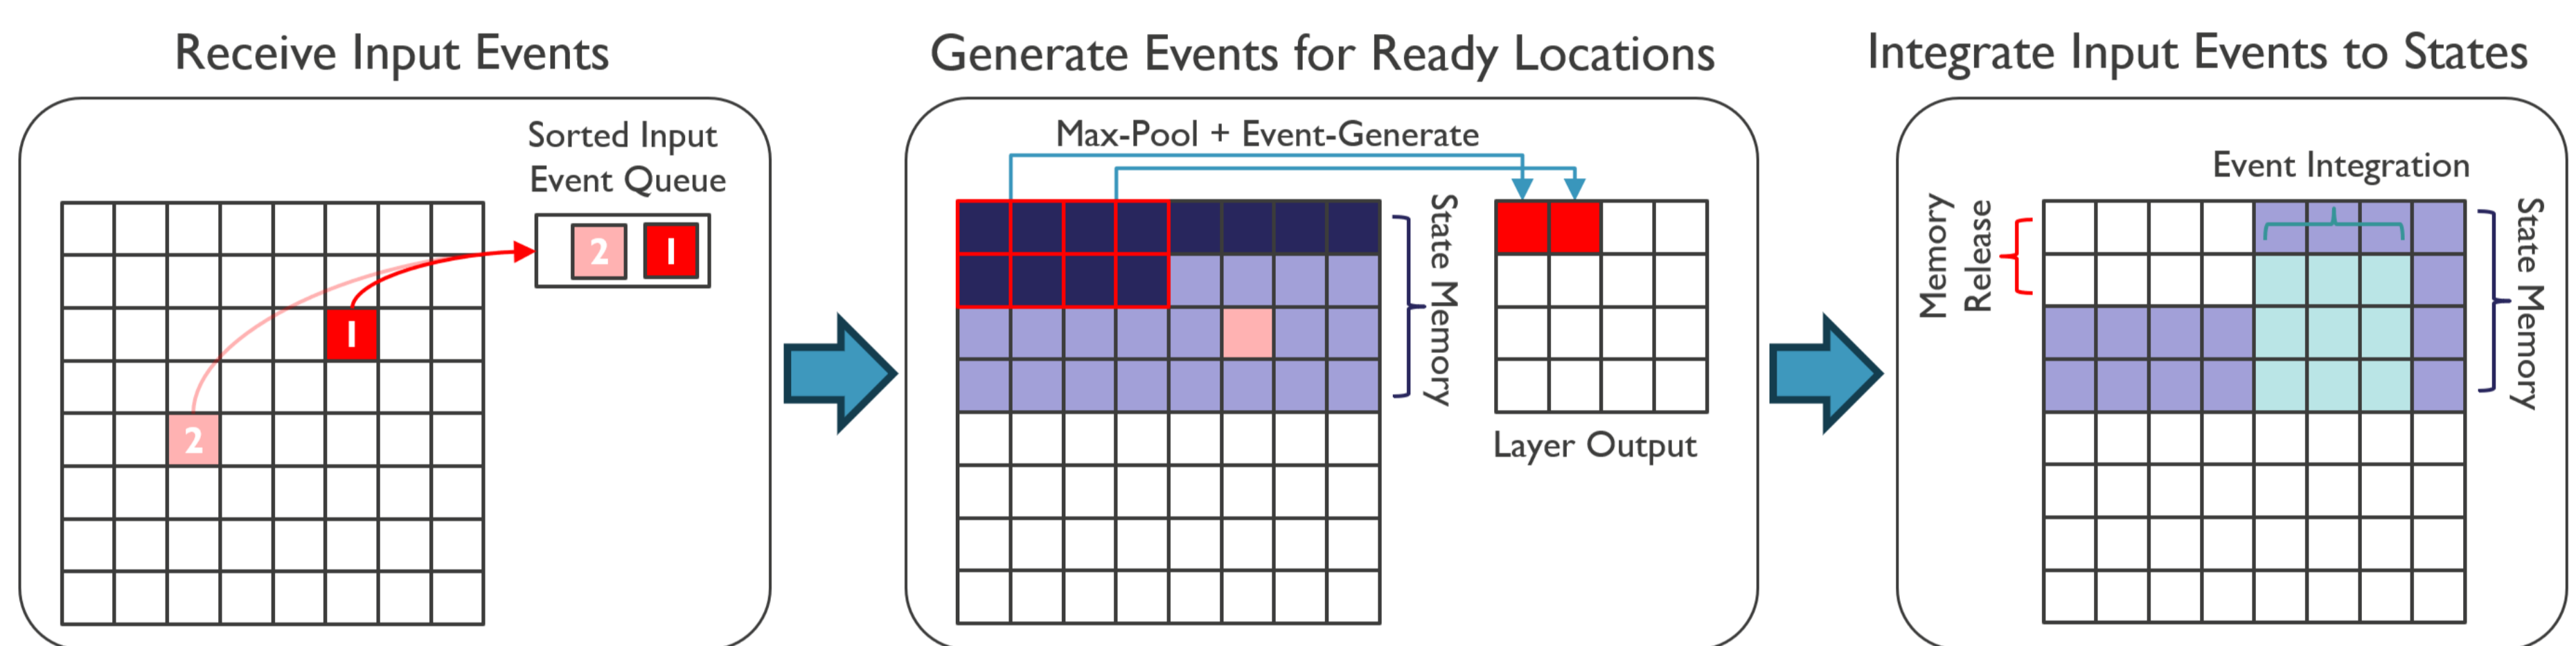 Receive Input Events
Sorted Input
Event Queue
2 1
1
2
Generate Events for Ready Locations
Max-Pool + Event-Generate
State Memory
Layer Output
Integrate Input Events to States
Event Integration
Memory
Release
State Memory